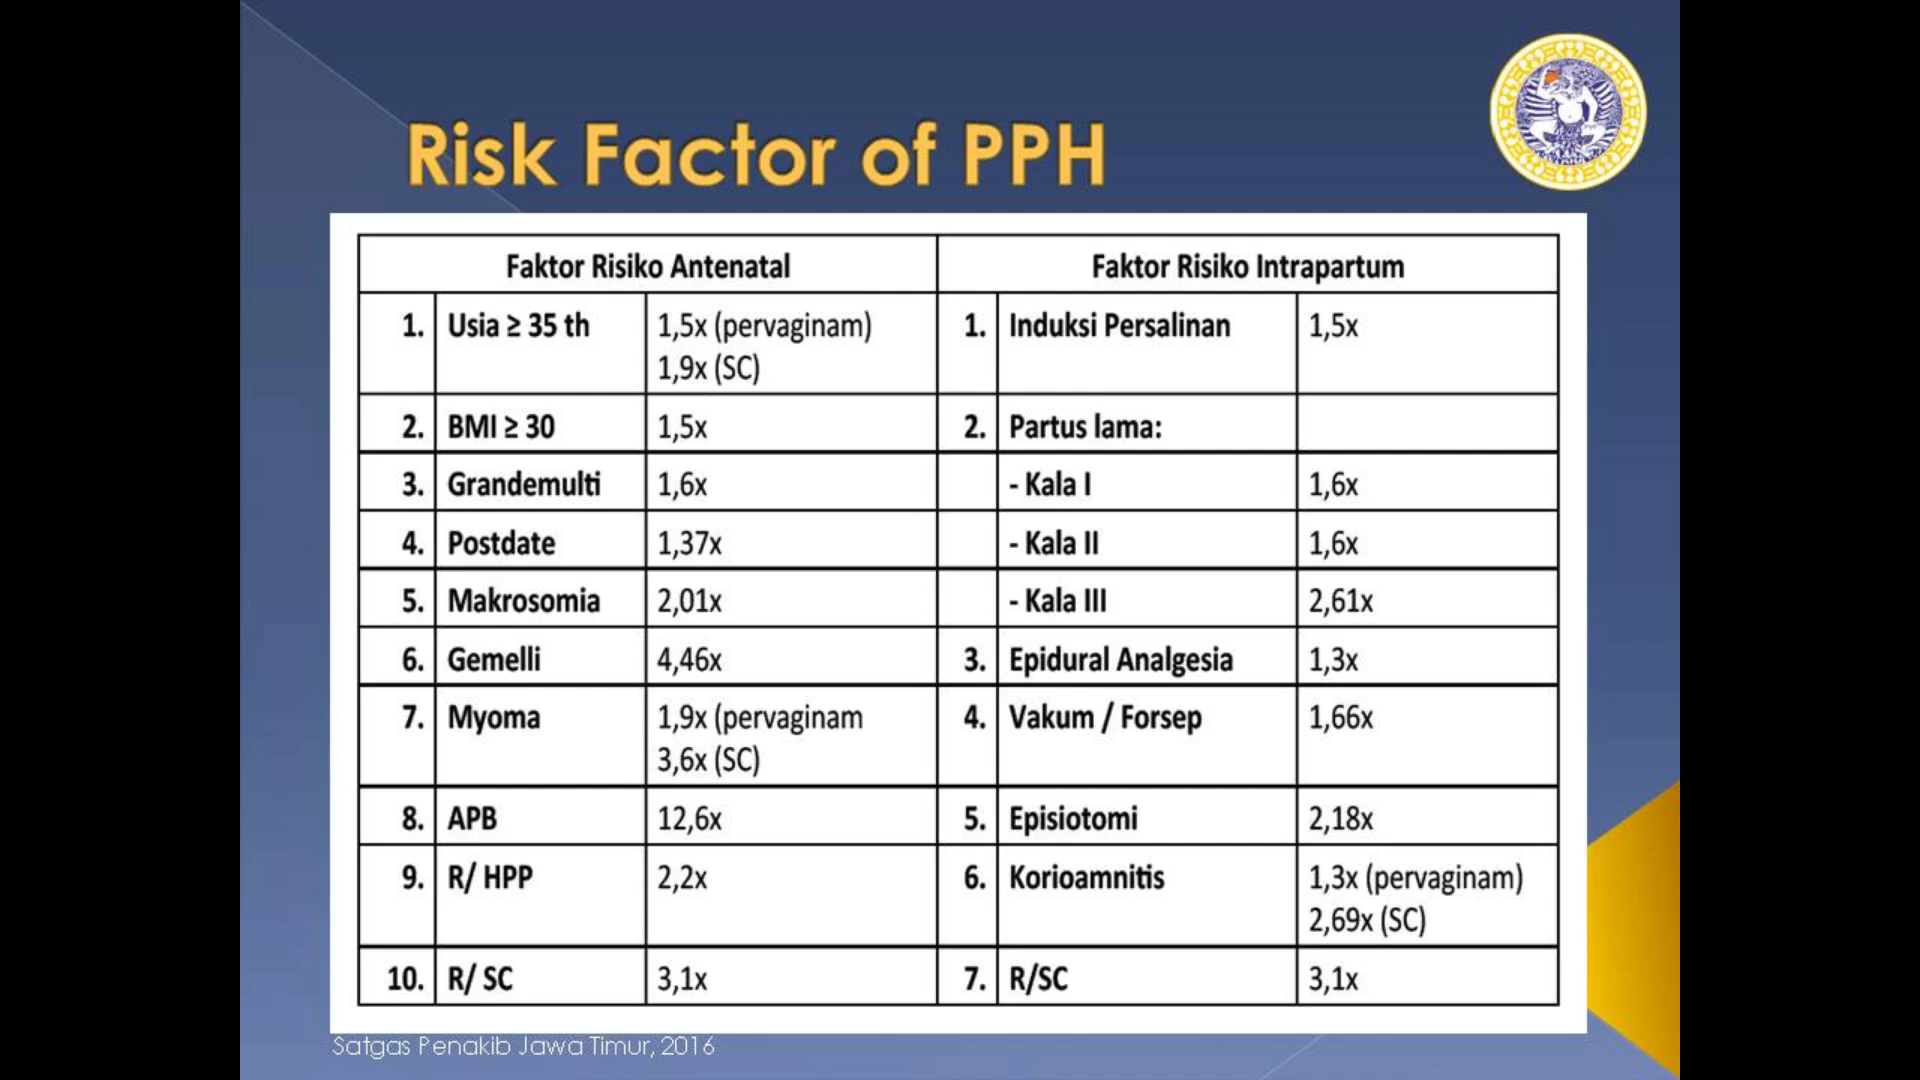 Risk Factor of PPH
Faktor Risiko Antenatal Faktor Risiko Intrapartum
1. Usia ≥ 35 th 1,5x (pervaginam) 1. Induksi Persalinan 1,5x
1,9x (SC)
2. BMI ≥ 30 1,5x 2. Partus lama:
3. Grandemulti 1,6x - Kala I 1,6x
4. Postdate 1,37x - Kala II 1,6x
5. Makrosomia 2,01x - Kala III 2,61x
6. Gemelli 4,46x 3. Epidural Analgesia 1,3x
7. Myoma 1,9x (pervaginam 4. Vakum / Forsep 1,66x
3,6x (SC)
8. APB 12,6x 5. Episiotomi 2,18x
9. R/ HPP 2,2x 6. Korioamnitis 1,3x (pervaginam)
2,69x (SC)
10. R/ SC 3,1x 7. R/SC 3,1x
Satgas Penakib Jawa Timur, 2016